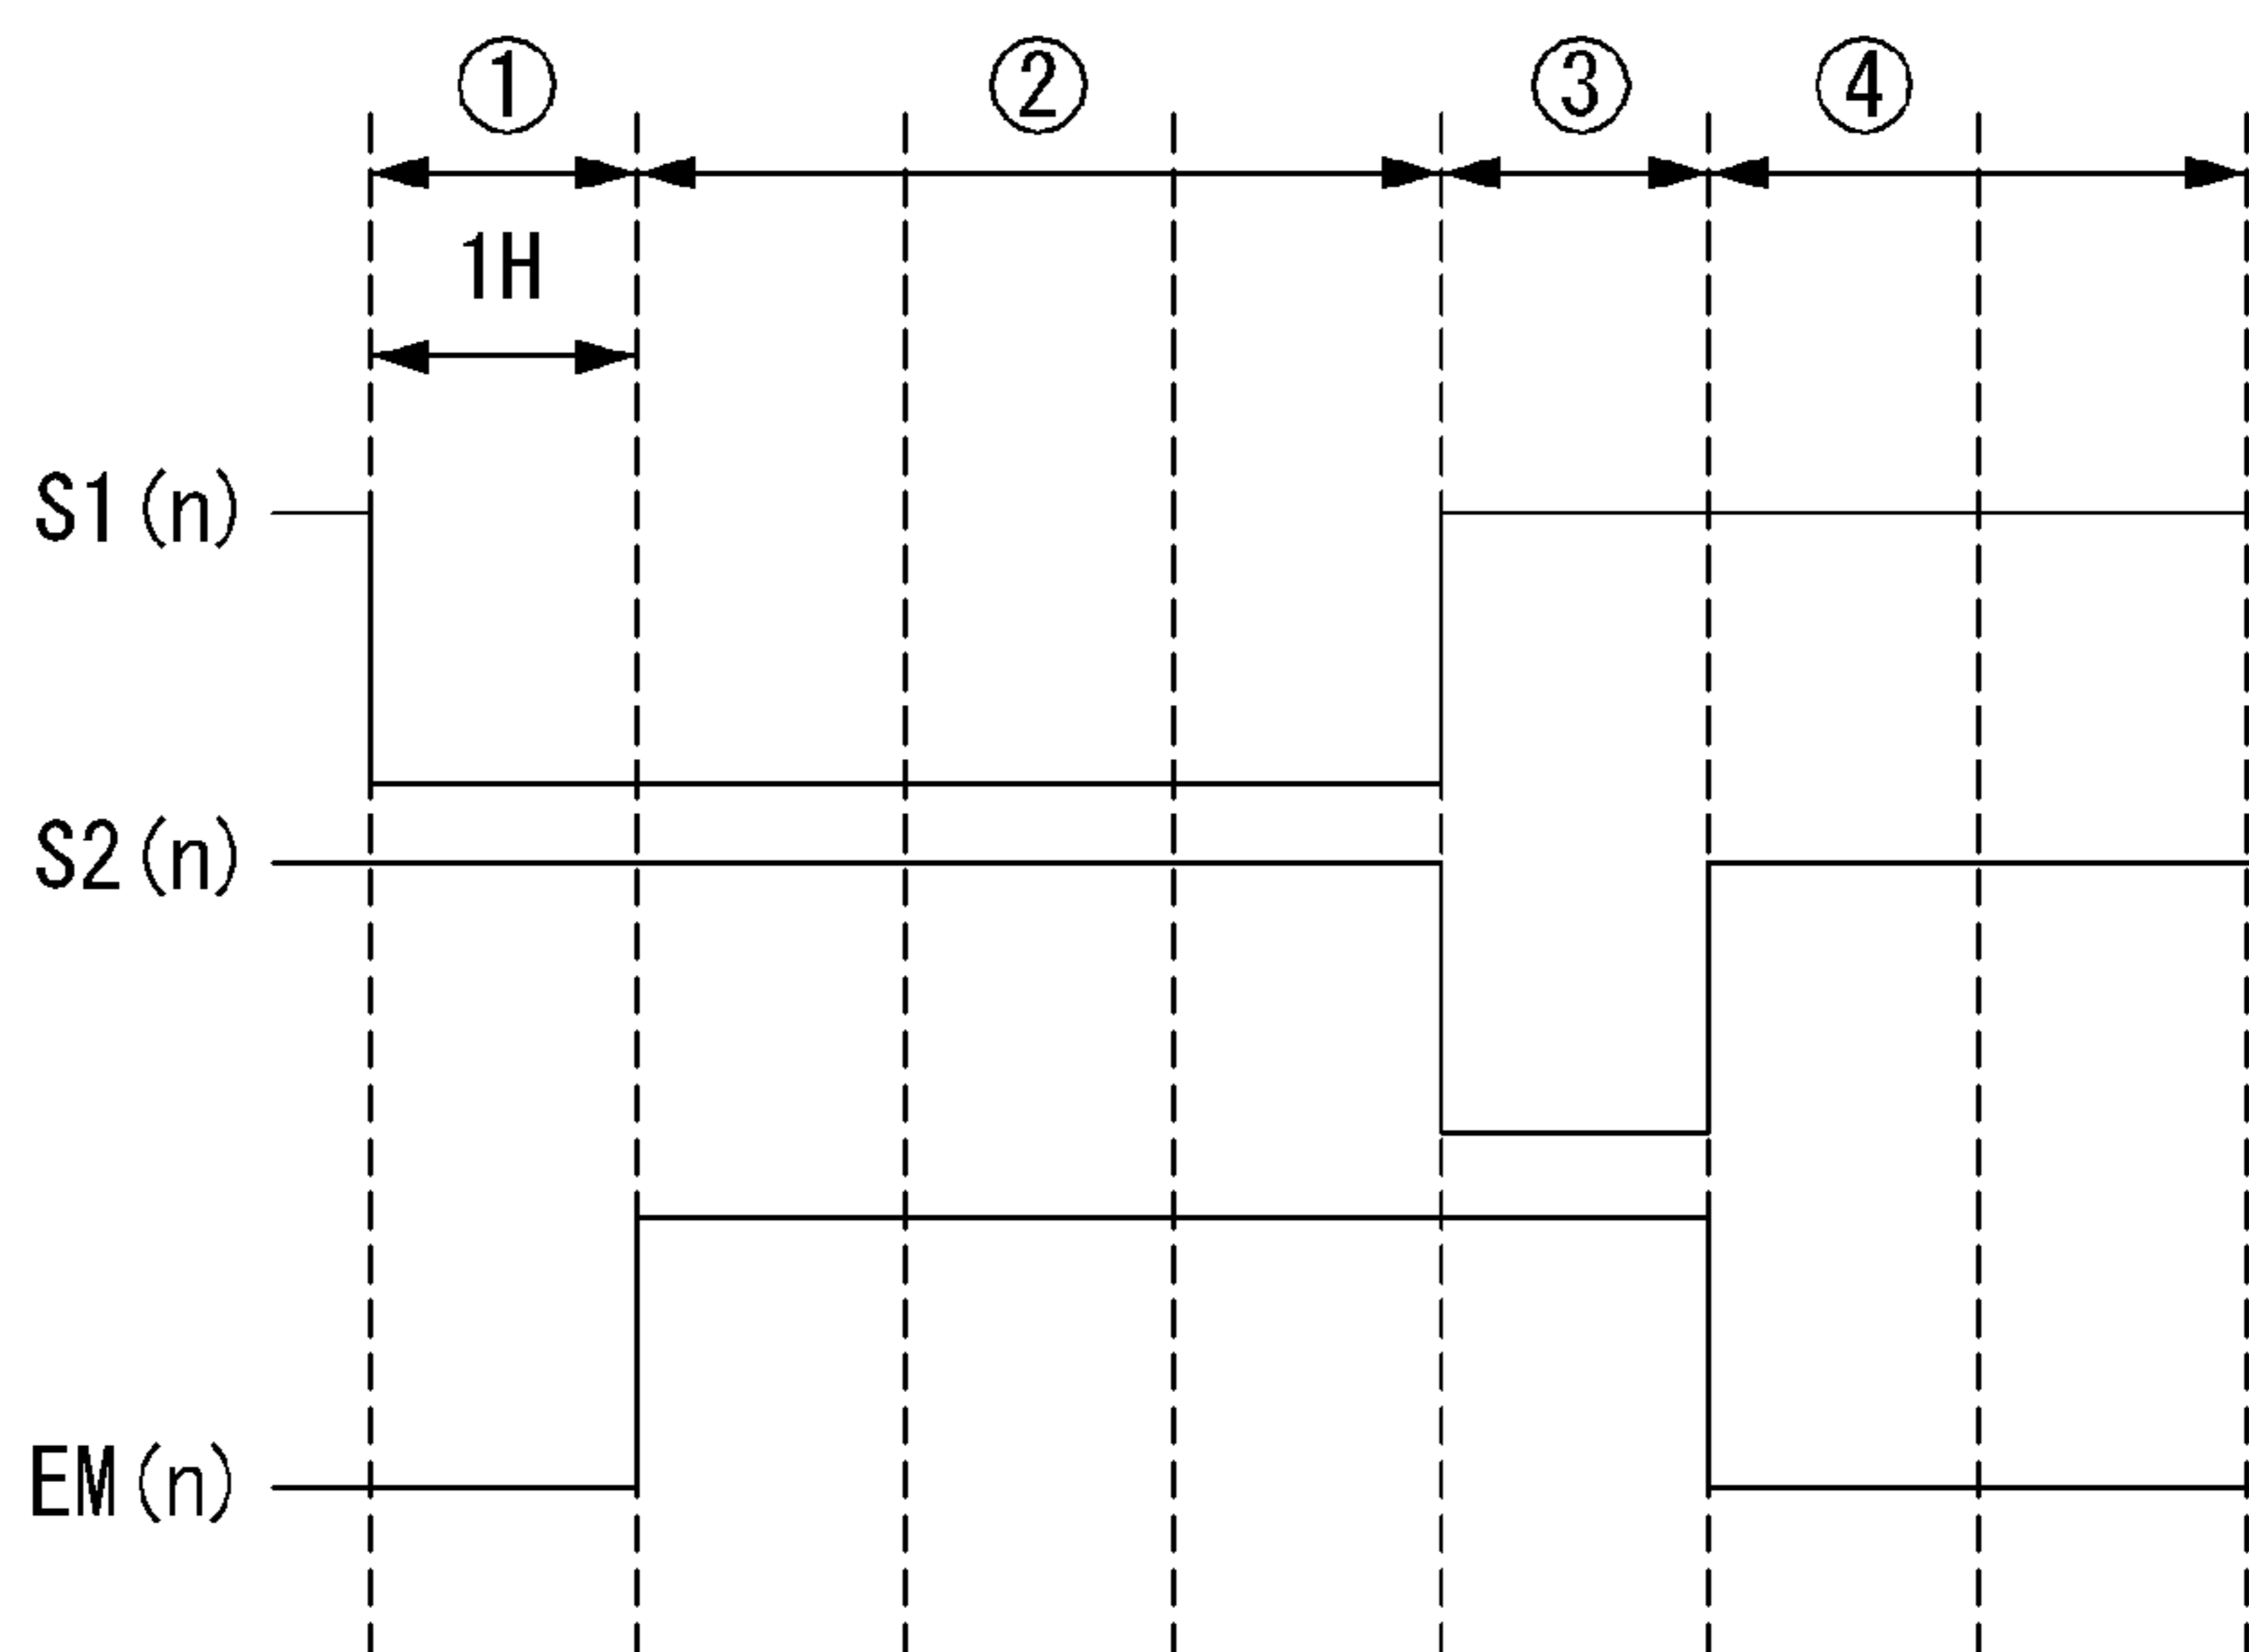 ① ② ③ ④
1H
S1(n)
S2(n)
EM(n)